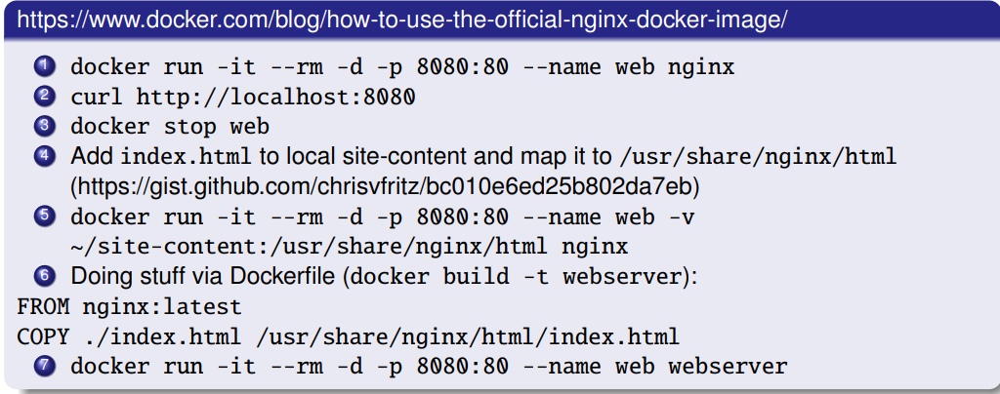 https://www.docker.com/blog/how-to-use-the-official-nginx-docker-image/
1 docker run -it --rm -d -p 8080:80 --name web nginx
2 curl http://localhost:8080
3 docker stop web
4 Add index.html to local site-content and map it to /usr/share/nginx/html
(https://gist.github.com/chrisvfritz/bc010e6ed25b802da7eb)
5 docker run -it --rm -d -p 8080:80 --name web -v
~/site-content:/usr/share/nginx/html nginx
6 Doing stuff via Dockerfile (docker build -t webserver):
FROM nginx:latest
COPY ./index.html /usr/share/nginx/html/index.html
7 docker run -it --rm -d -p 8080:80 --name web webserver